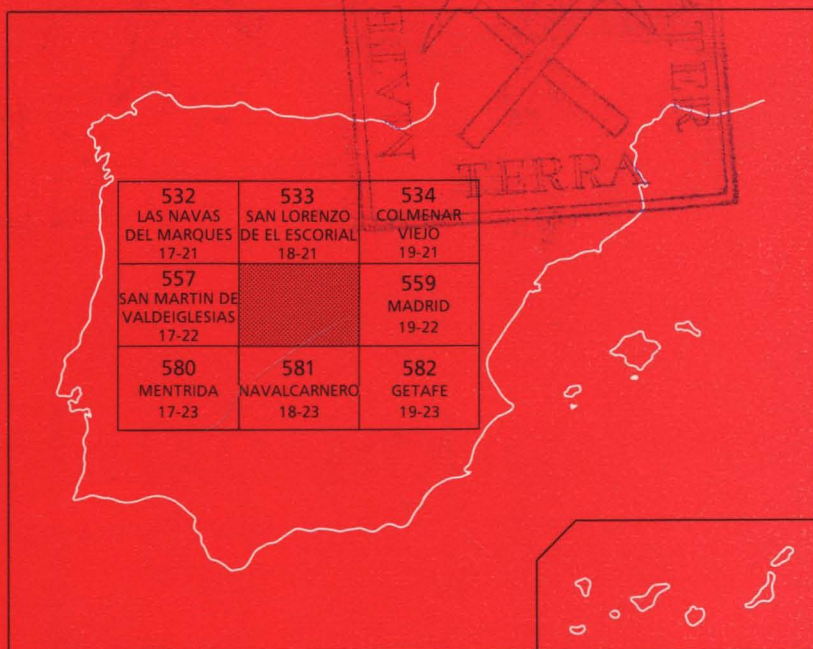 TERRA
532
LAS NAVAS
DEL MARQUES
17-21
533
SAN LORENZO
DE EL ESCORIAL
18-21
534
COLMENAR
VIEJO
19-21
557
SAN MARTIN DE
VALDEIGLESIAS
17-22
559
MADRID
19-22
580
MENTRIDA
17-23
581
NAVALCARNERO
18-23
582
GETAFE
19-23